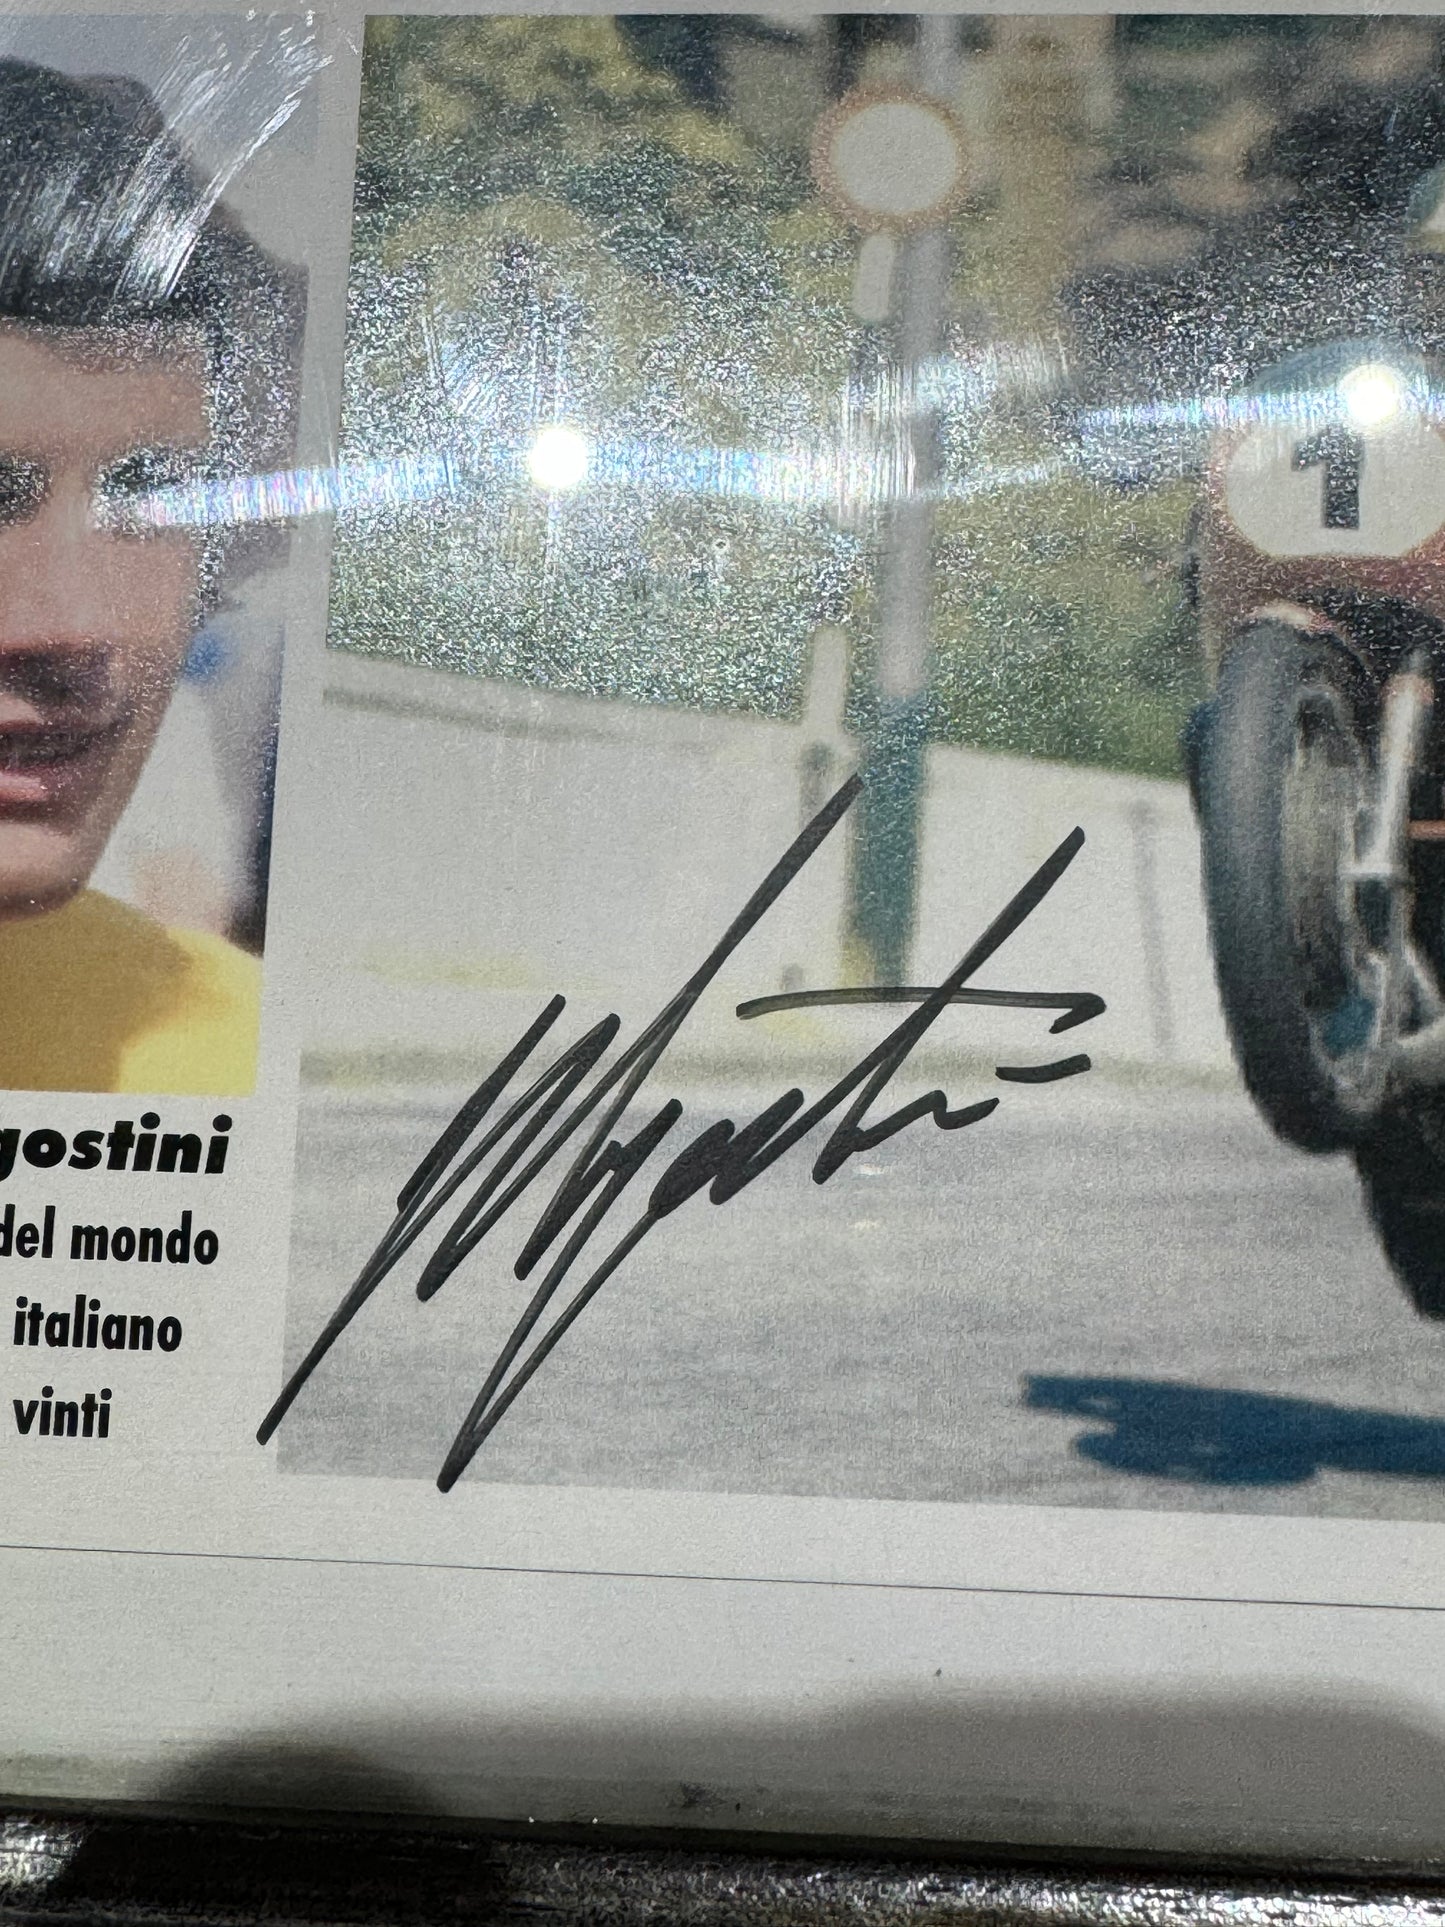 gostini
del mondo
italiano
vinti
1